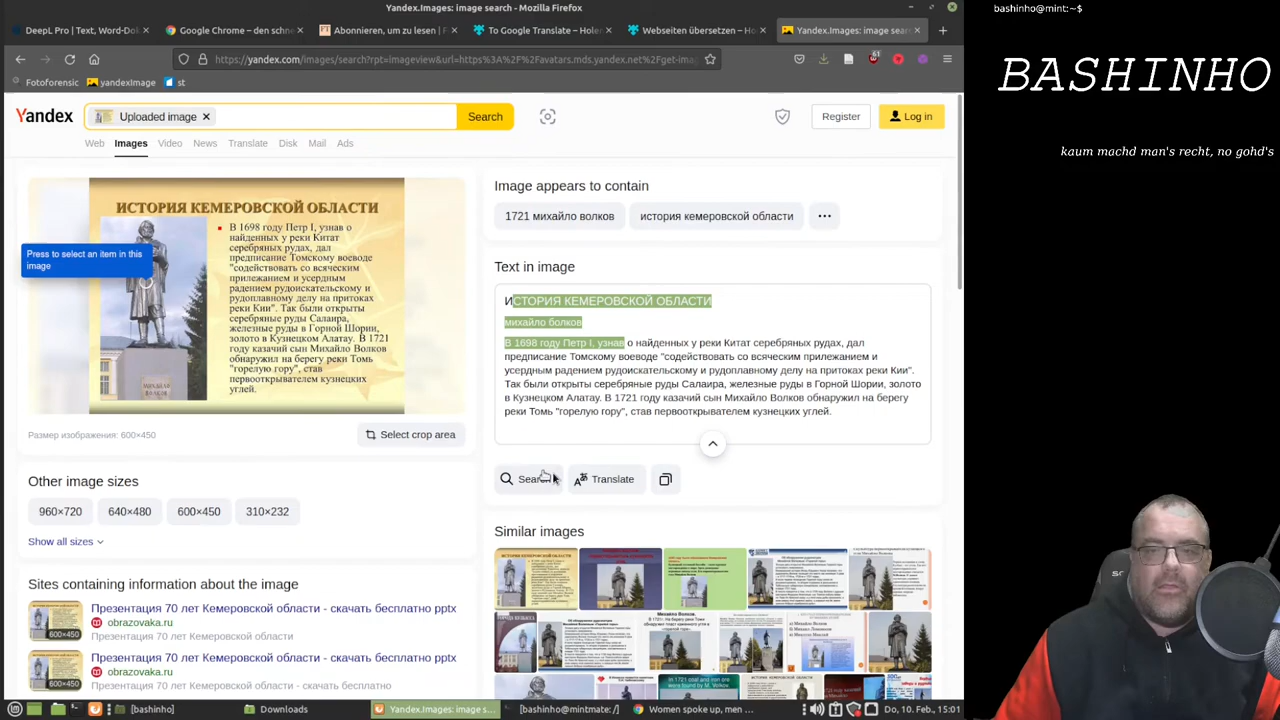 Yandex.Images: image search - Mozilla Firefox
bashinho@mint:~$
DeepL Pro | Text, Word-Dok
Google Chrome – den schne
Abonnieren, um zu lesen | F
To Google Translate – Holen
Webseiten übersetzen – Ho
Yandex.Images: image sea
https://yandex.com/images/search?rpt=imageview&url=https%3A%2F%2Favatars.mds.yandex.net%2Fget-imag
61
Fotoforensic
yandexImage
st
BASHINHO
kaum machd man's recht, no gohd's
Yandex
Uploaded image
Search
Register
Log in
Web
Images
Video
News
Translate
Disk
Mail
Ads
ИСТОРИЯ КЕМЕРОВСКОЙ ОБЛАСТИ
В 1698 году Петр I, узнав о
найденных у реки Китат
серебряных рудах, дал
предписание Томскому воеводе
"содействовать со всяческим
прилежанием и усердным
радением рудоискательскому и
рудоплавному делу на притоках
реки Кии". Так были открыты
серебряные руды Салаира,
железные руды в Горной Шории,
золото в Кузнецком Алатау. В 1721
году казачий сын Михайло Волков
обнаружил на берегу реки Томь
"горелую гору", став
первооткрывателем кузнецких
углей.
МИХАЙЛО
ВОЛКОВ
Press to select an item in this
image
Размер изображения: 600×450
Select crop area
Other image sizes
960×720
640×480
600×450
310×232
Show all sizes
Sites containing information about the image
Презентация 70 лет Кемеровской области - скачать бесплатно pptx
obrazovaka.ru
Презентация 70 лет Кемеровской области
600×450
Презентация 70 лет Кемеровской области - скачать бесплатно pptx
obrazovaka.ru
Презентация 70 лет Кемеровской области - скачать бесплатно
600×450
Image appears to contain
1721 михайло волков
история кемеровской области
Text in image
ИСТОРИЯ КЕМЕРОВСКОЙ ОБЛАСТИ
михайло болков
В 1698 году Петр I, узнав о найденных у реки Китат серебряных рудах, дал
предписание Томскому воеводе "содействовать со всяческим прилежанием и
усердным радением рудоискательскому и рудоплавному делу на притоках реки Кии".
Так были открыты серебряные руды Салаира, железные руды в Горной Шории, золото
в Кузнецком Алатау. В 1721 году казачий сын Михайло Волков обнаружил на берегу
реки Томь "горелую гору", став первооткрывателем кузнецких углей.
Search
Translate
Similar images
[bashinho]
Downloads
Yandex.Images: image s...
[bashinho@mintmate: /]
Women spoke up, men ...
Do, 10. Feb., 15:01